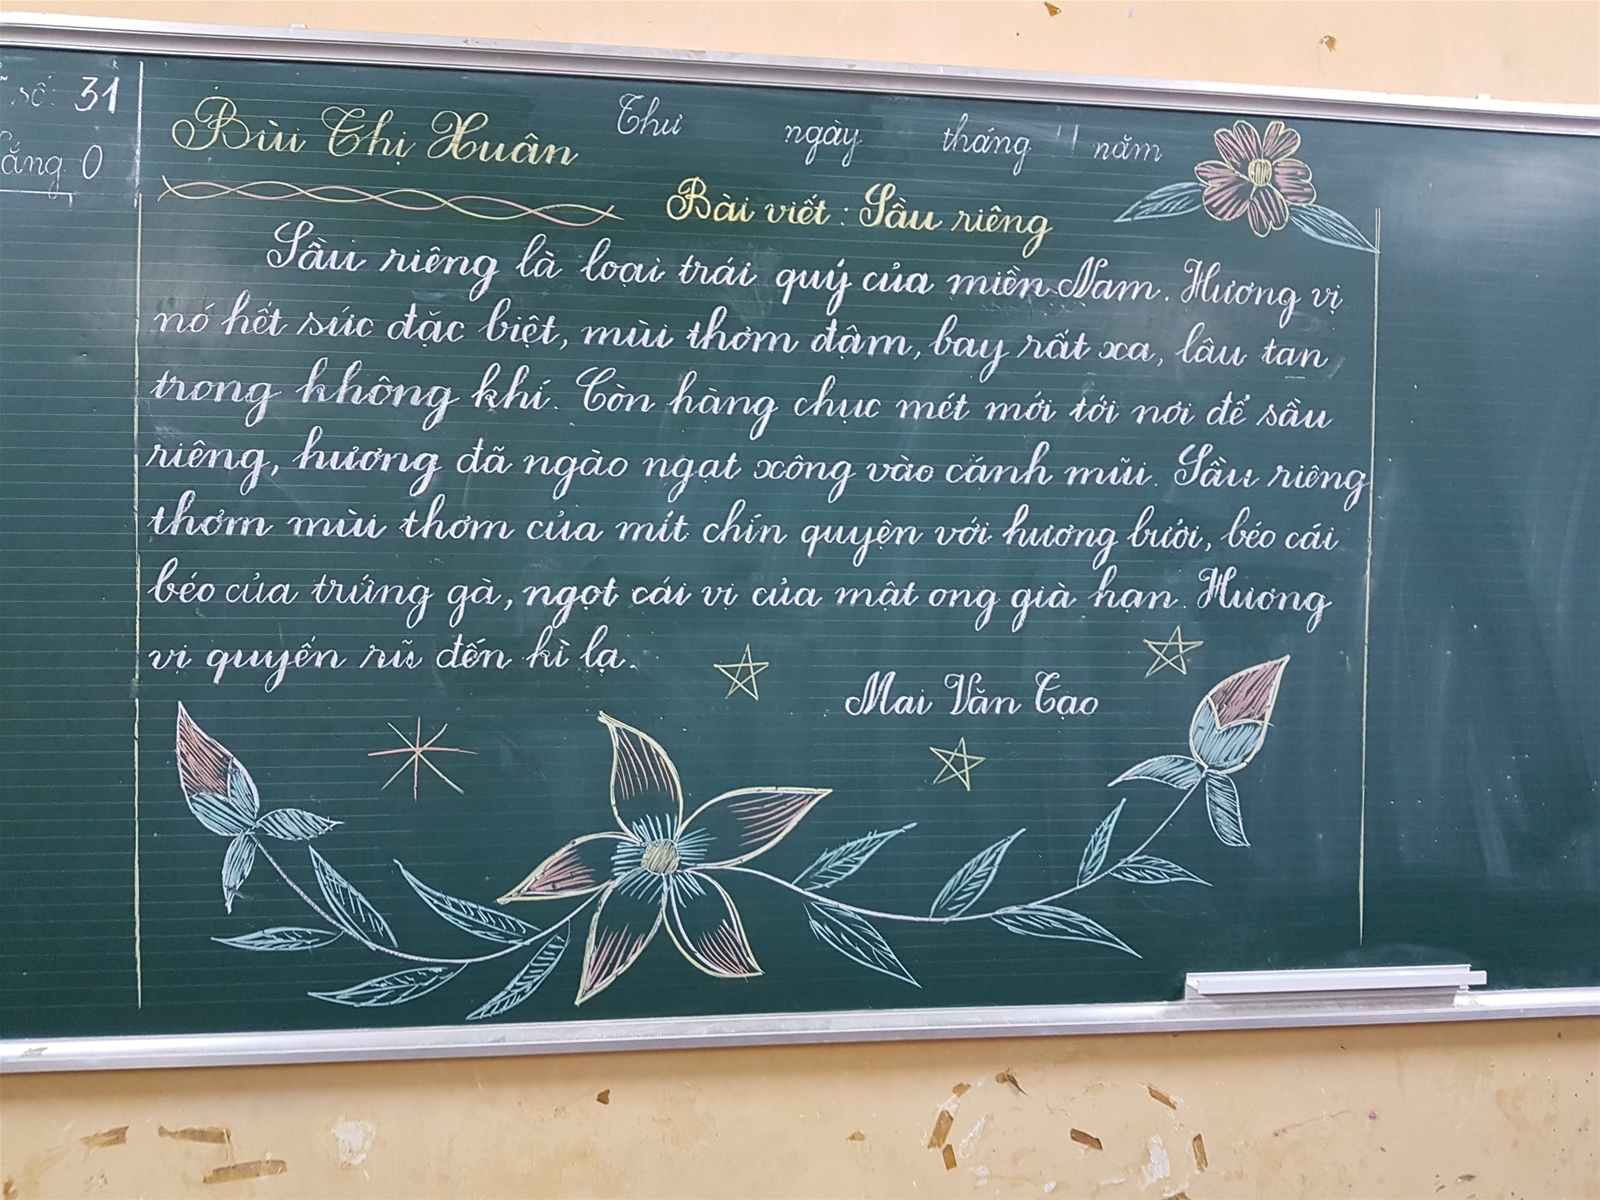 số: 31
ắng 0
Bùi Thị Xuân
Thứ ngày tháng năm
Bài viết: Sầu riêng
Sầu riêng là loại trái quý của miền Nam. Hương vị
nó hết sức đặc biệt, mùi thơm đậm, bay rất xa, lâu tan
trong không khí. Còn hàng chục mét mới tới nơi để sầu
riêng, hương đã ngào ngạt xông vào cánh mũi. Sầu riêng
thơm mùi thơm của mít chín quyện với hương bưởi, béo cái
béo của trứng gà, ngọt cái vị của mật ong già hạn. Hương
vị quyến rũ đến kì lạ.
Mai Văn Tạo